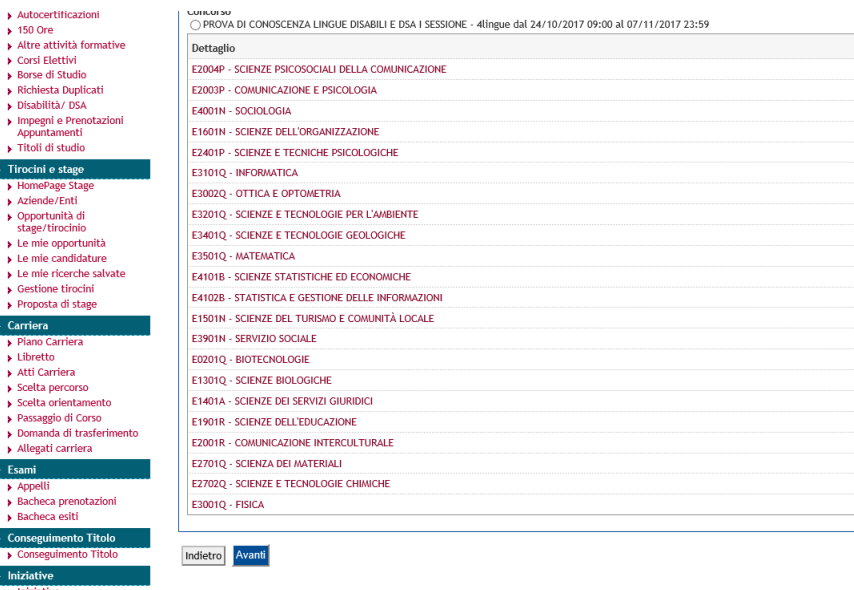 Autocertificazioni
150 Ore
Altre attività formative
Corsi Elettivi
Borse di Studio
Richiesta Duplicati
Disabilità/ DSA
Impegni e Prenotazioni
Appuntamenti
Titoli di studio
Tirocini e stage
HomePage Stage
Aziende/Enti
Opportunità di
stage/tirocinio
Le mie opportunità
Le mie candidature
Le mie ricerche salvate
Gestione tirocini
Proposta di stage
Carriera
Piano Carriera
Libretto
Atti Carriera
Scelta percorso
Scelta orientamento
Passaggio di Corso
Domanda di trasferimento
Allegati carriera
Esami
Appelli
Bacheca prenotazioni
Bacheca esiti
Conseguimento Titolo
Conseguimento Titolo
Iniziative
Concorso
PROVA DI CONOSCENZA LINGUE DISABILI E DSA I SESSIONE - 4lingue dal 24/10/2017 09:00 al 07/11/2017 23:59
Dettaglio
E2004P - SCIENZE PSICOSOCIALI DELLA COMUNICAZIONE
E2003P - COMUNICAZIONE E PSICOLOGIA
E4001N - SOCIOLOGIA
E1601N - SCIENZE DELL'ORGANIZZAZIONE
E2401P - SCIENZE E TECNICHE PSICOLOGICHE
E3101Q - INFORMATICA
E3002Q - OTTICA E OPTOMETRIA
E3201Q - SCIENZE E TECNOLOGIE PER L'AMBIENTE
E3401Q - SCIENZE E TECNOLOGIE GEOLOGICHE
E3501Q - MATEMATICA
E4101B - SCIENZE STATISTICHE ED ECONOMICHE
E4102B - STATISTICA E GESTIONE DELLE INFORMAZIONI
E1501N - SCIENZE DEL TURISMO E COMUNITÀ LOCALE
E3901N - SERVIZIO SOCIALE
E0201Q - BIOTECNOLOGIE
E1301Q - SCIENZE BIOLOGICHE
E1401A - SCIENZE DEI SERVIZI GIURIDICI
E1901R - SCIENZE DELL'EDUCAZIONE
E2001R - COMUNICAZIONE INTERCULTURALE
E2701Q - SCIENZA DEI MATERIALI
E2702Q - SCIENZE E TECNOLOGIE CHIMICHE
E3001Q - FISICA
Indietro Avanti